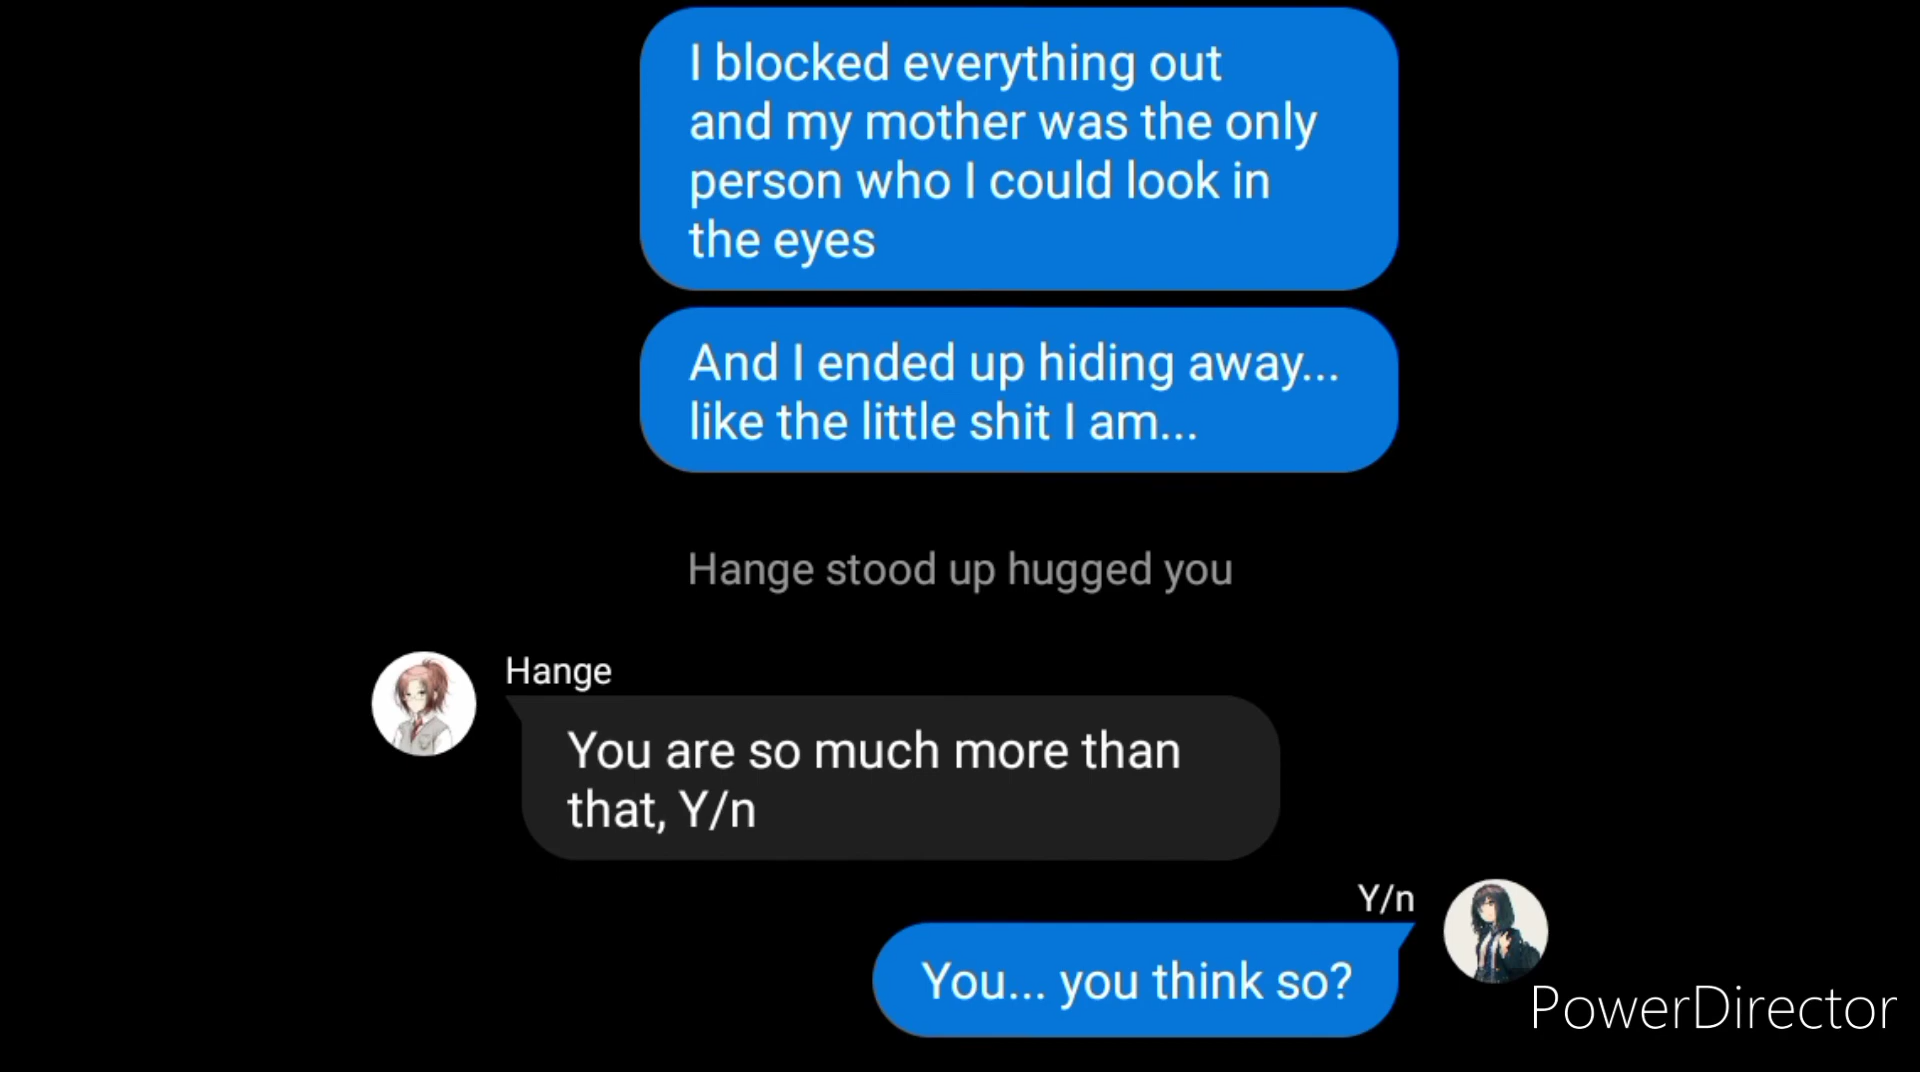 I blocked everything out
and my mother was the only
person who I could look in
the eyes
And I ended up hiding away...
like the little shit I am...
Hange stood up hugged you
Hange
You are so much more than
that, Y/n
Y/n
You... you think so?
PowerDirector